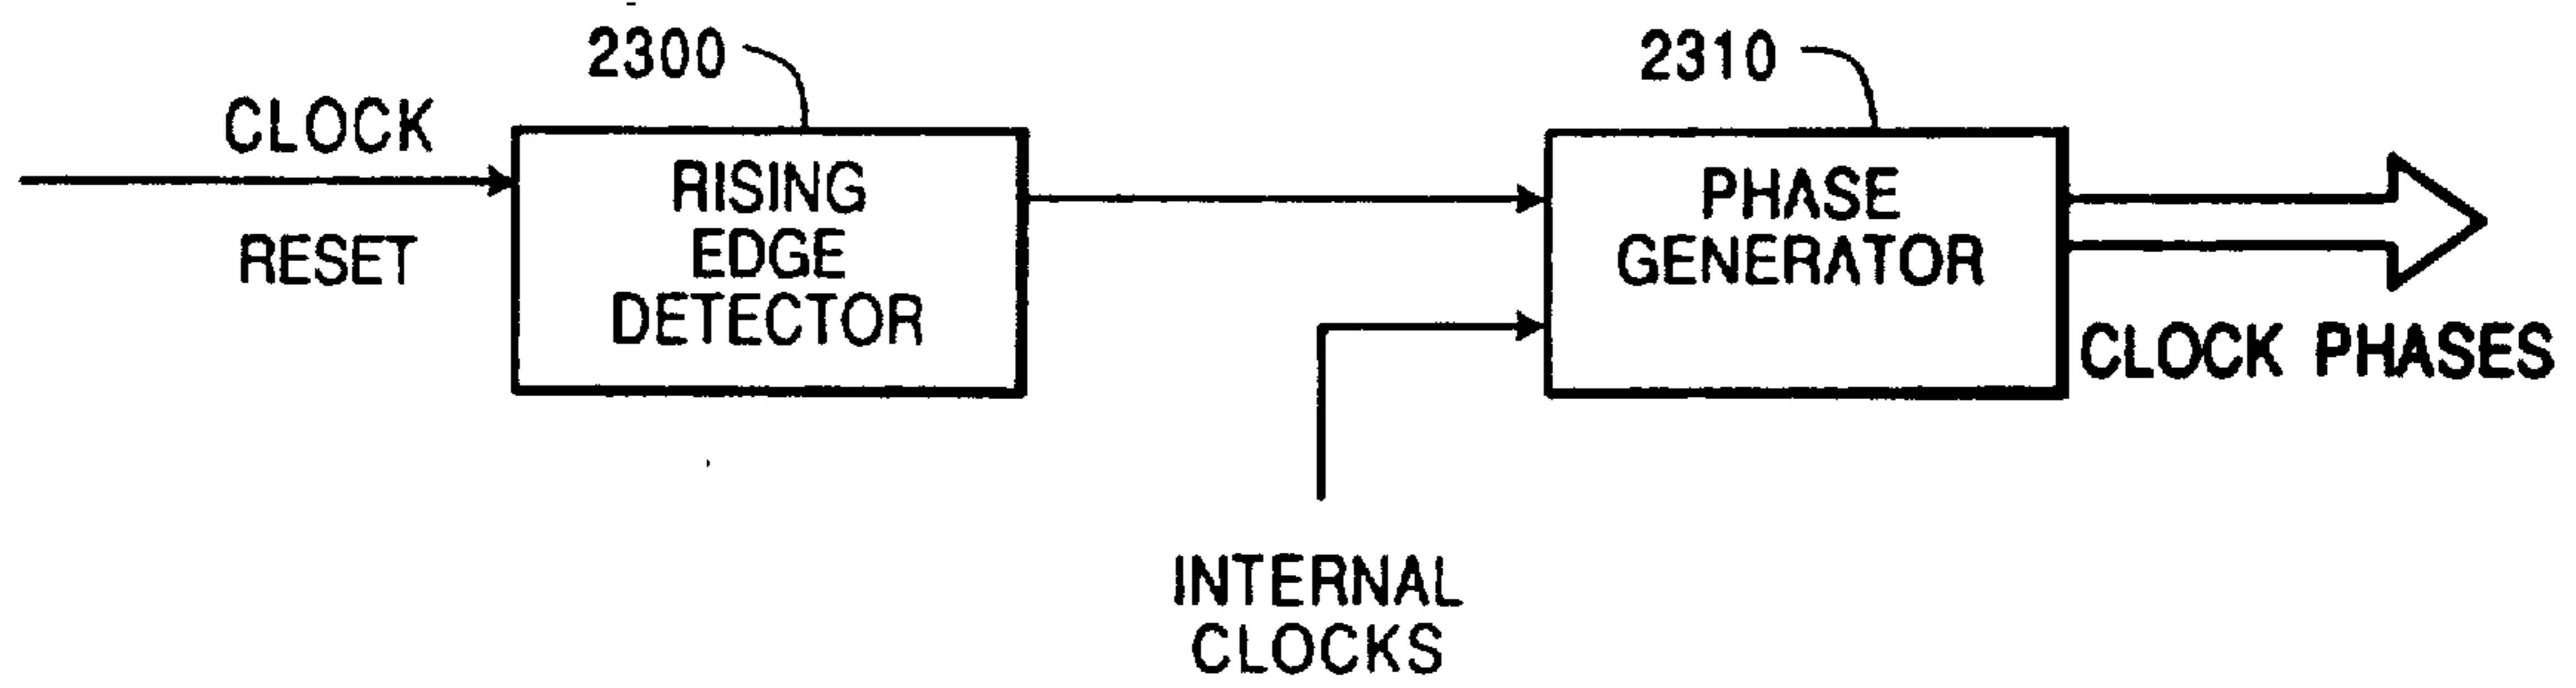 2300
2310
CLOCK
RESET
RISING
EDGE
DETECTOR
PHASE
GENERATOR
CLOCK PHASES
INTERNAL
CLOCKS